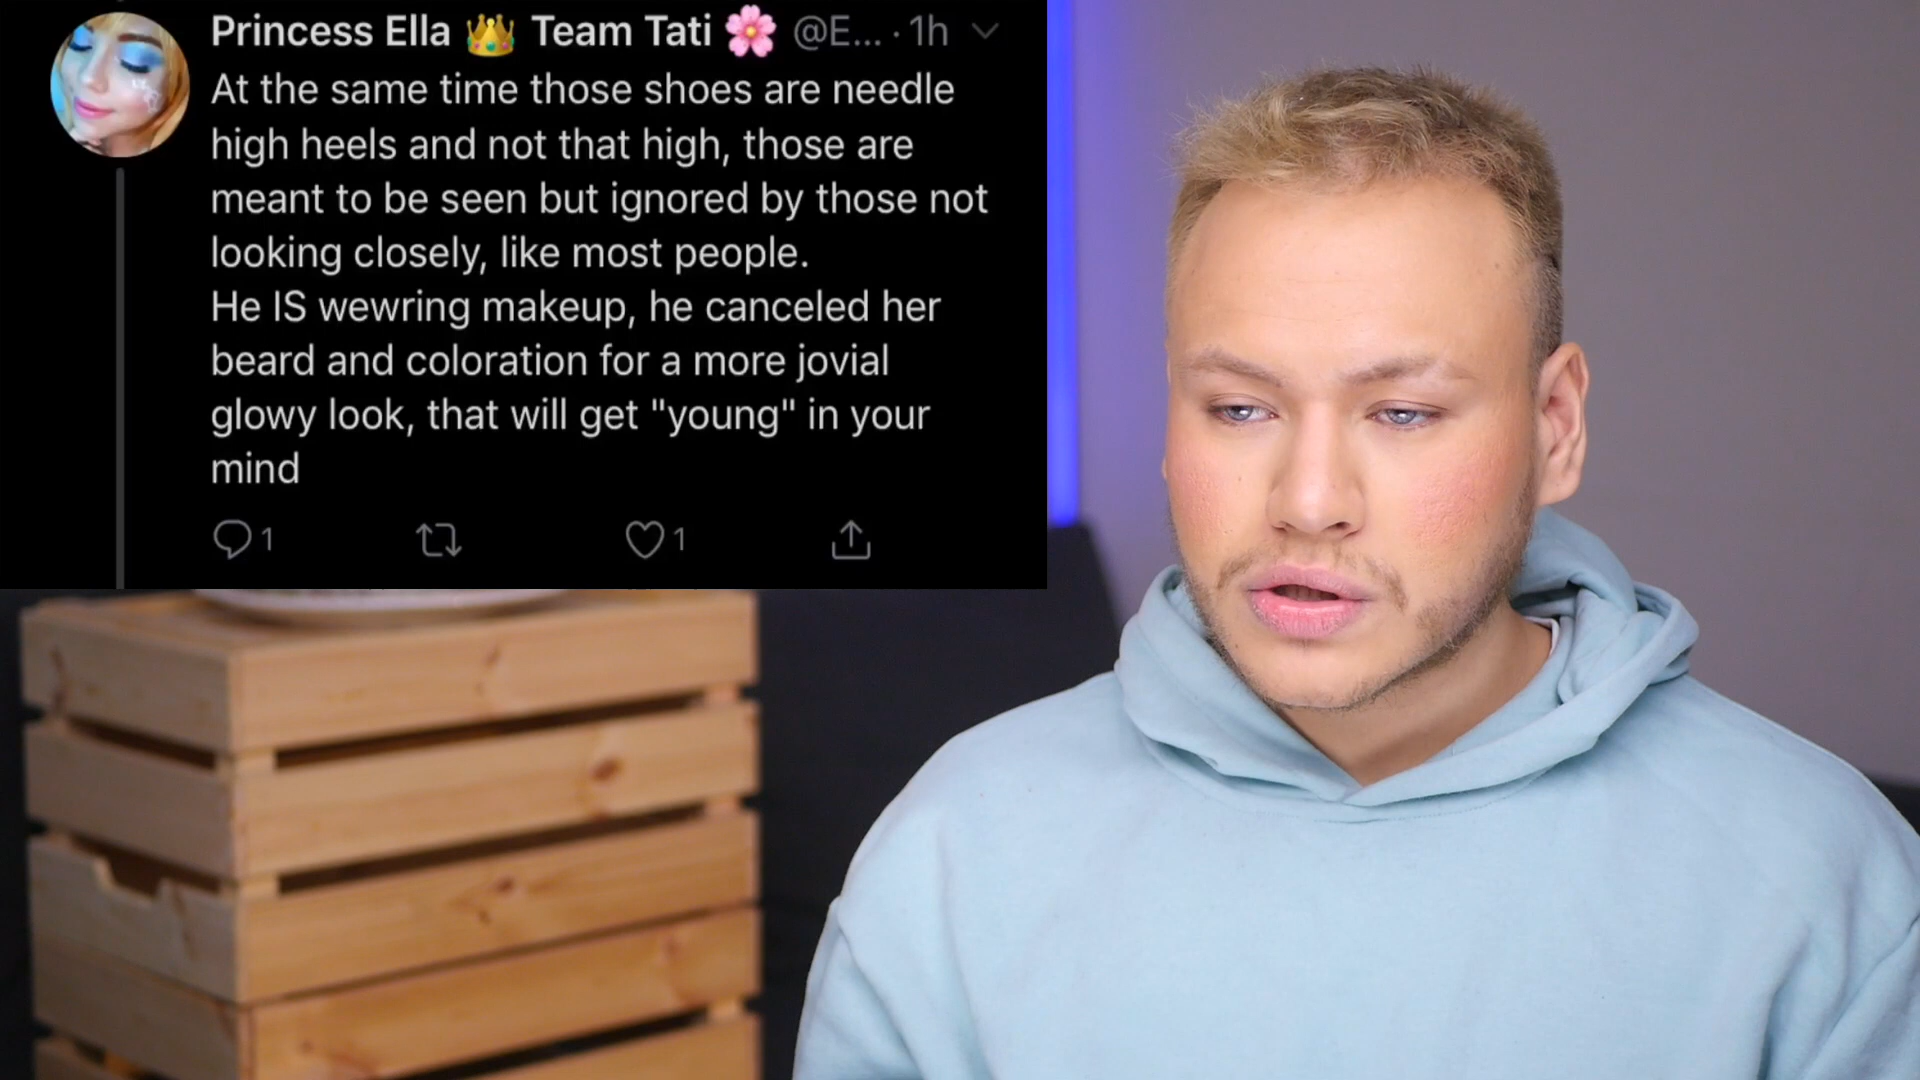 Princess Ella 👑 Team Tati 🌸 @E... · 1h
At the same time those shoes are needle
high heels and not that high, those are
meant to be seen but ignored by those not
looking closely, like most people.
He IS wewring makeup, he canceled her
beard and coloration for a more jovial
glowy look, that will get "young" in your
mind
1 1